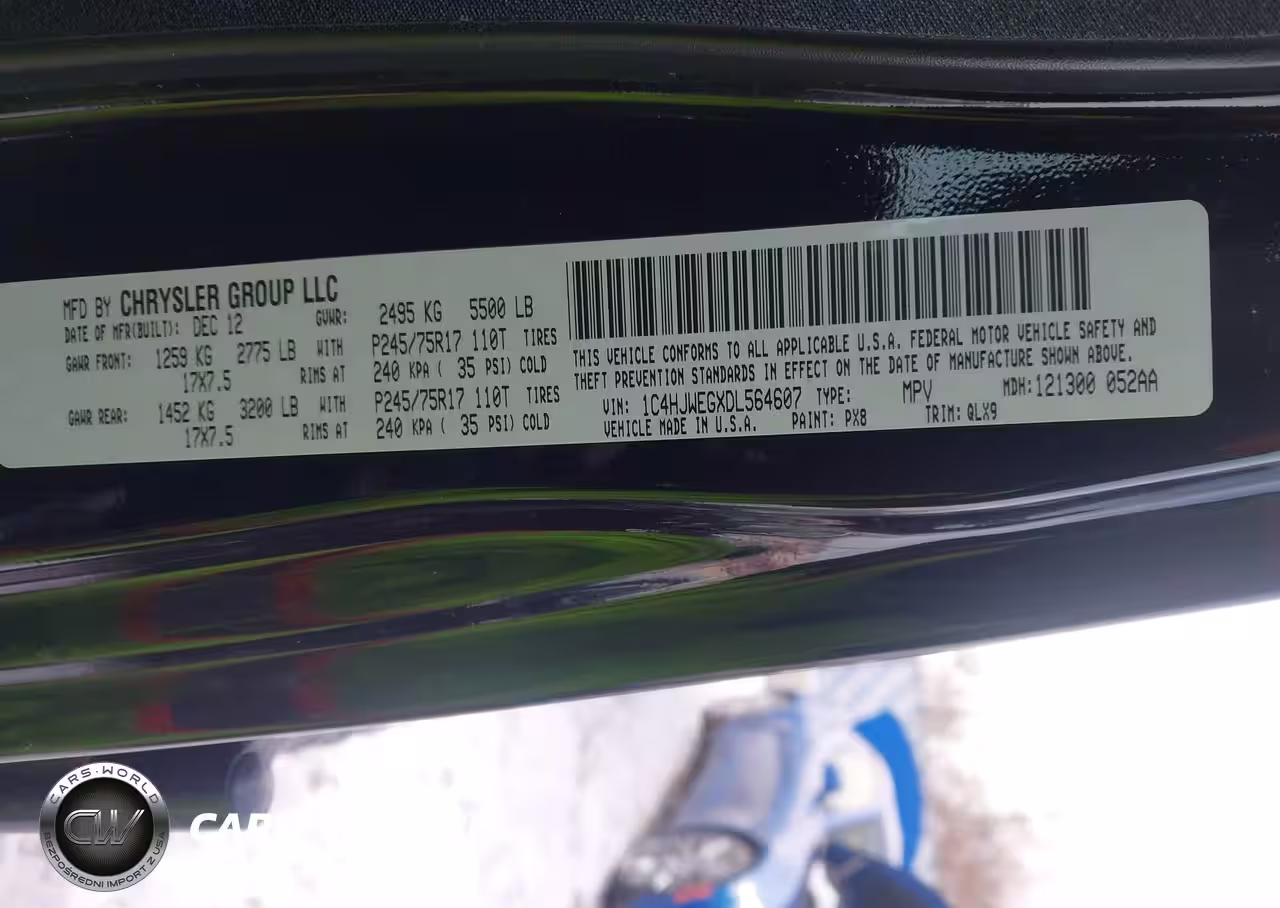 MFD BY CHRYSLER GROUP LLC
DATE OF MFR(BUILT): DEC 12 GVWR: 2495 KG 5500 LB
GAWR FRONT: 1259 KG 2775 LB WITH P245/75R17 110T TIRES
17X7.5 RIMS AT 240 KPA ( 35 PSI) COLD
GAWR REAR: 1452 KG 3200 LB WITH P245/75R17 110T TIRES
17X7.5 RIMS AT 240 KPA ( 35 PSI) COLD
THIS VEHICLE CONFORMS TO ALL APPLICABLE U.S.A. FEDERAL MOTOR VEHICLE SAFETY AND
THEFT PREVENTION STANDARDS IN EFFECT ON THE DATE OF MANUFACTURE SHOWN ABOVE.
VIN: 1C4HJWEGXDL564607 TYPE: MPV MDH: 121300 052AA
VEHICLE MADE IN U.S.A. PAINT: PX8 TRIM: QLX9
CARS-WORLD
CW
BEZPOŚREDNI IMPORT Z USA